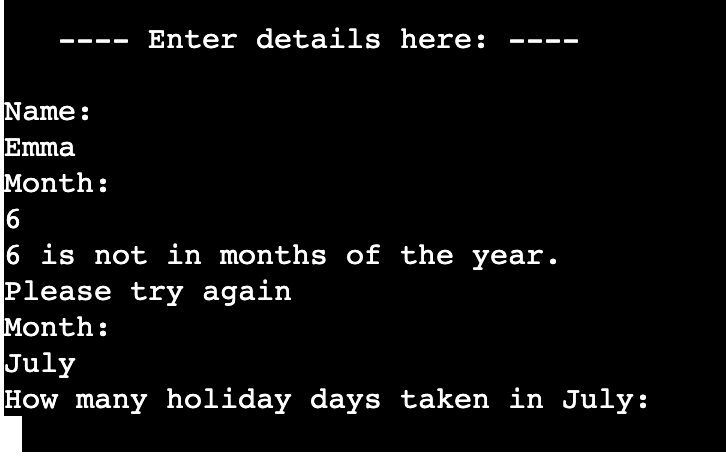 ---- Enter details here: ----
Name:
Emma
Month:
6
6 is not in months of the year.
Please try again
Month:
July
How many holiday days taken in July: